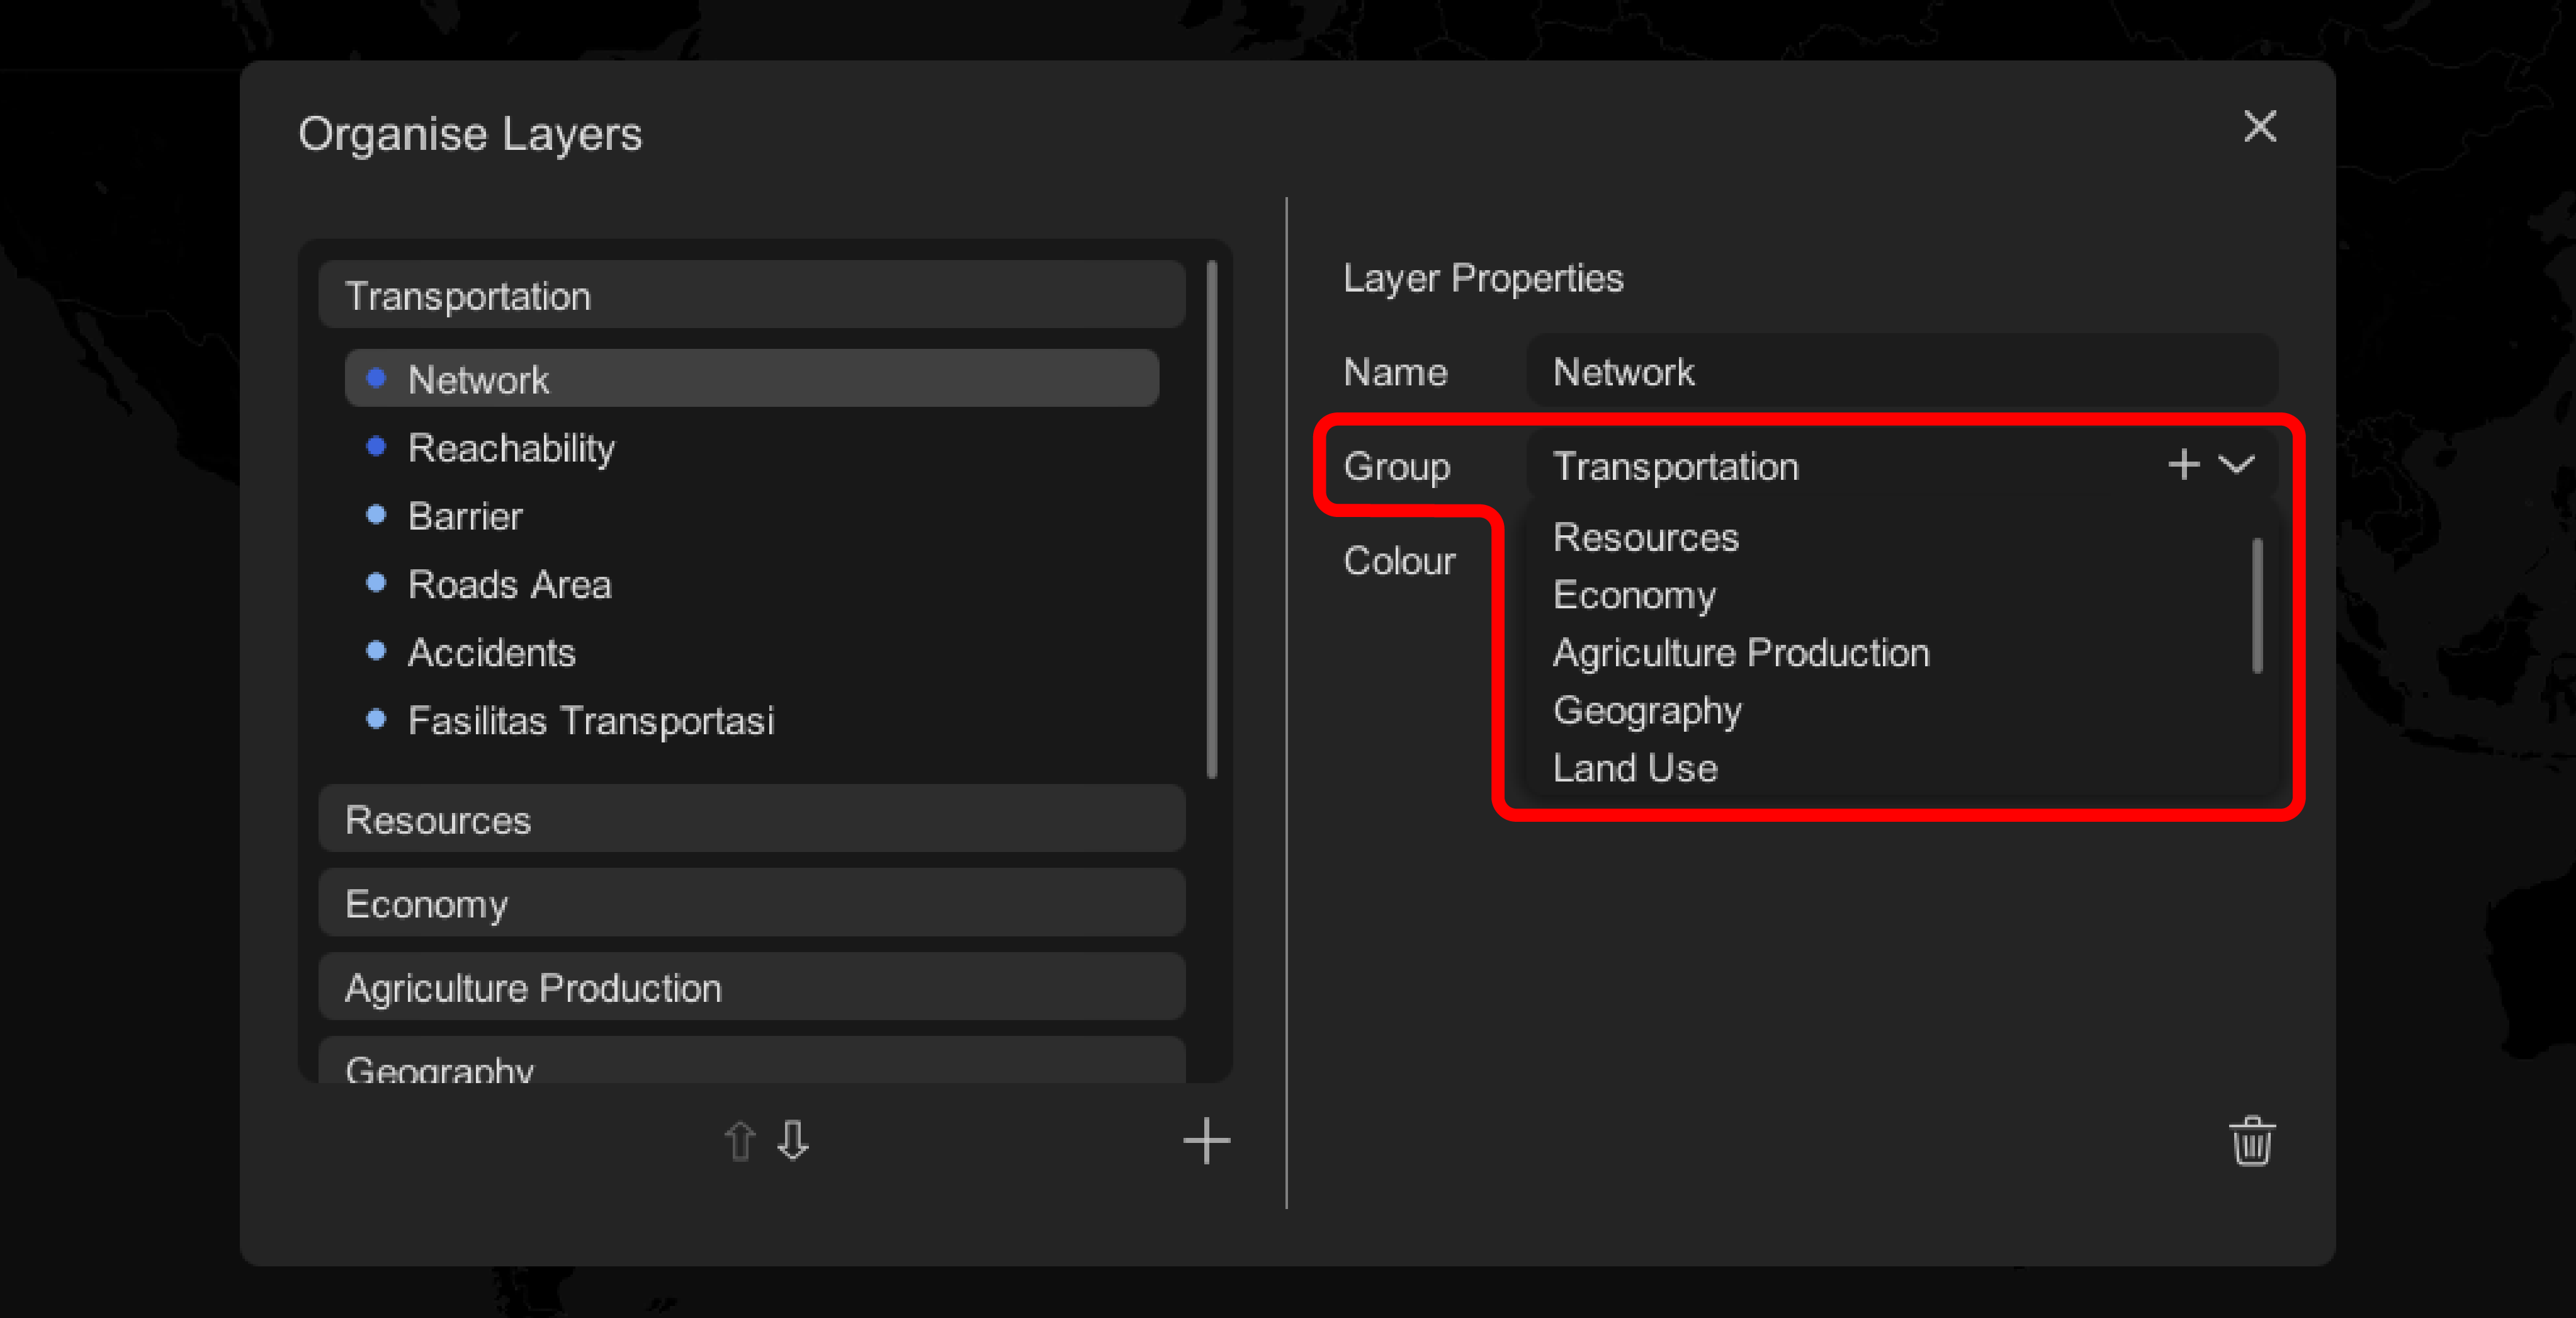 Organise Layers
Transportation
Network
Reachability
Barrier
Roads Area
Accidents
Fasilitas Transportasi
Resources
Economy
Agriculture Production
Geography
Layer Properties
Name Network
Group Transportation
Resources
Colour
Economy
Agriculture Production
Geography
Land Use